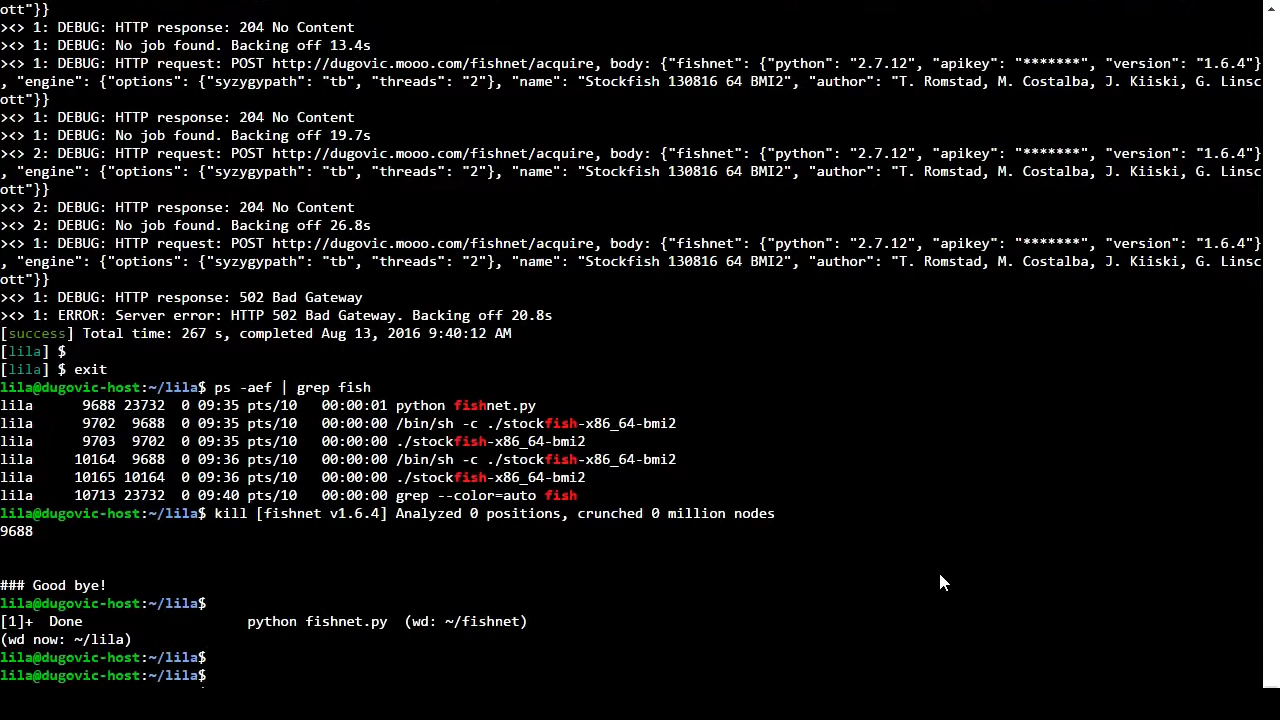 ott"}}
><> 1: DEBUG: HTTP response: 204 No Content
><> 1: DEBUG: No job found. Backing off 13.4s
><> 1: DEBUG: HTTP request: POST http://dugovic.mooo.com/fishnet/acquire, body: {"fishnet": {"python": "2.7.12", "apikey": "*******", "version": "1.6.4"}
, "engine": {"options": {"syzygypath": "tb", "threads": "2"}, "name": "Stockfish 130816 64 BMI2", "author": "T. Romstad, M. Costalba, J. Kiiski, G. Linsc
ott"}}
><> 1: DEBUG: HTTP response: 204 No Content
><> 1: DEBUG: No job found. Backing off 19.7s
><> 2: DEBUG: HTTP request: POST http://dugovic.mooo.com/fishnet/acquire, body: {"fishnet": {"python": "2.7.12", "apikey": "*******", "version": "1.6.4"}
, "engine": {"options": {"syzygypath": "tb", "threads": "2"}, "name": "Stockfish 130816 64 BMI2", "author": "T. Romstad, M. Costalba, J. Kiiski, G. Linsc
ott"}}
><> 2: DEBUG: HTTP response: 204 No Content
><> 2: DEBUG: No job found. Backing off 26.8s
><> 1: DEBUG: HTTP request: POST http://dugovic.mooo.com/fishnet/acquire, body: {"fishnet": {"python": "2.7.12", "apikey": "*******", "version": "1.6.4"}
, "engine": {"options": {"syzygypath": "tb", "threads": "2"}, "name": "Stockfish 130816 64 BMI2", "author": "T. Romstad, M. Costalba, J. Kiiski, G. Linsc
ott"}}
><> 1: DEBUG: HTTP response: 502 Bad Gateway
><> 1: ERROR: Server error: HTTP 502 Bad Gateway. Backing off 20.8s
[success] Total time: 267 s, completed Aug 13, 2016 9:40:12 AM
[lila] $
[lila] $ exit
lila@dugovic-host:~/lila$ ps -aef | grep fish
lila      9688 23732  0 09:35 pts/10   00:00:01 python fishnet.py
lila      9702  9688  0 09:35 pts/10   00:00:00 /bin/sh -c ./stockfish-x86_64-bmi2
lila      9703  9702  0 09:35 pts/10   00:00:00 ./stockfish-x86_64-bmi2
lila     10164  9688  0 09:36 pts/10   00:00:00 /bin/sh -c ./stockfish-x86_64-bmi2
lila     10165 10164  0 09:36 pts/10   00:00:00 ./stockfish-x86_64-bmi2
lila     10713 23732  0 09:40 pts/10   00:00:00 grep --color=auto fish
lila@dugovic-host:~/lila$ kill [fishnet v1.6.4] Analyzed 0 positions, crunched 0 million nodes
9688
### Good bye!
lila@dugovic-host:~/lila$
[1]+  Done                    python fishnet.py  (wd: ~/fishnet)
(wd now: ~/lila)
lila@dugovic-host:~/lila$
lila@dugovic-host:~/lila$